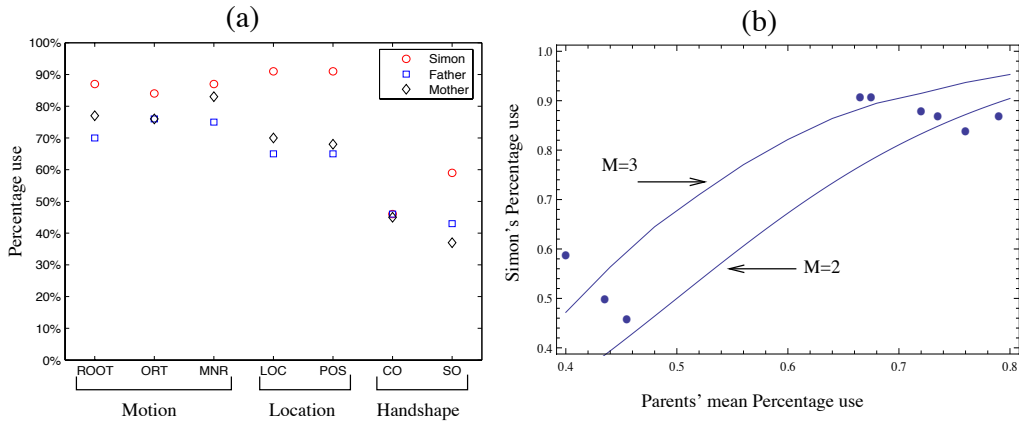 (a)
Percentage use
100%
90%
80%
70%
60%
50%
40%
30%
20%
10%
0%
Simon
Father
Mother
ROOT ORT MNR LOC POS CO SO
Motion Location Handshape
(b)
Simon's Percentage use
1.0
0.9
0.8
0.7
0.6
0.5
0.4
M=3
M=2
0.4 0.5 0.6 0.7 0.8
Parents' mean Percentage use